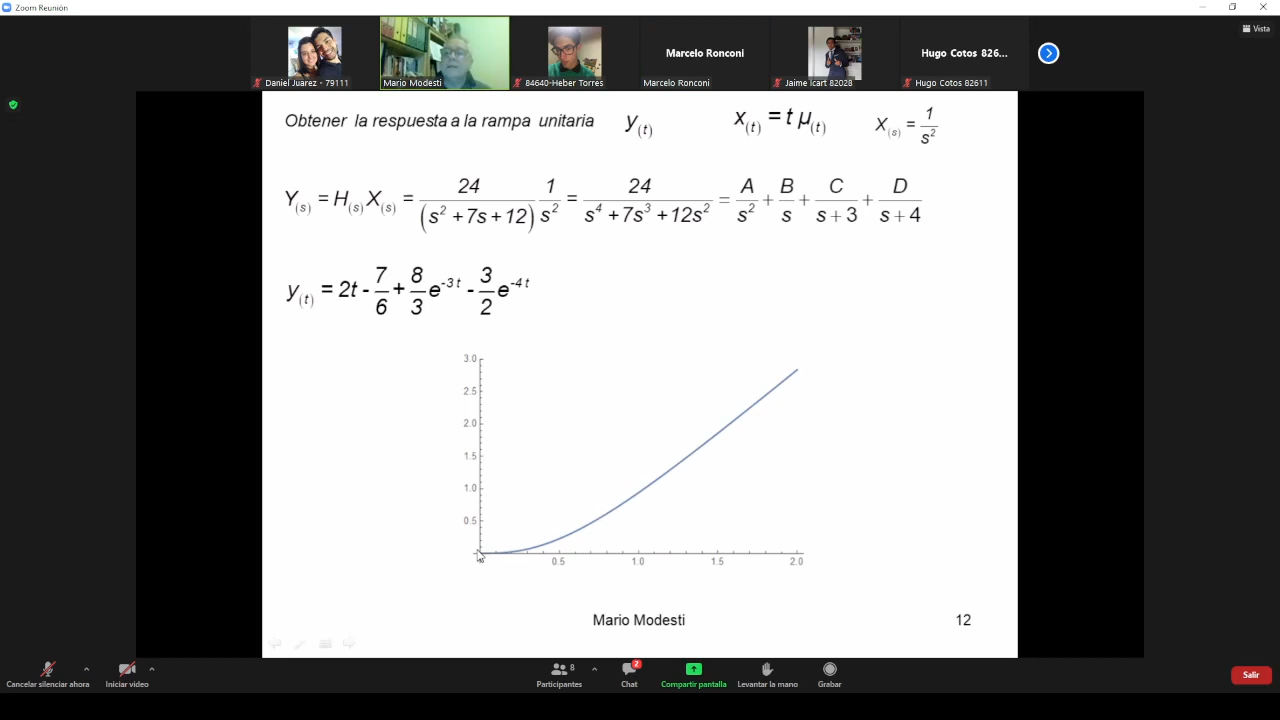 Zoom Reunión
Vista
Marcelo Ronconi
Hugo Cotos 826...
Daniel Juarez - 79111
Mario Modesti
84640-Heber Torres
Marcelo Ronconi
Jaime Icart 82028
Hugo Cotos 82611
Obtener la respuesta a la rampa unitaria y(t) x(t) = t μ(t) X(s) = 1/s²
Y(s) = H(s) X(s) = 24/(s² + 7s + 12) 1/s² = 24/(s⁴ + 7s³ + 12s²) = A/s² + B/s + C/(s + 3) + D/(s + 4)
y(t) = 2t - 7/6 + 8/3 e^(-3t) - 3/2 e^(-4t)
3.0
2.5
2.0
1.5
1.0
0.5
0.5 1.0 1.5 2.0
Mario Modesti 12
2
8
Cancelar silenciar ahora
Iniciar video
Participantes
Chat
Compartir pantalla
Levantar la mano
Grabar
Salir